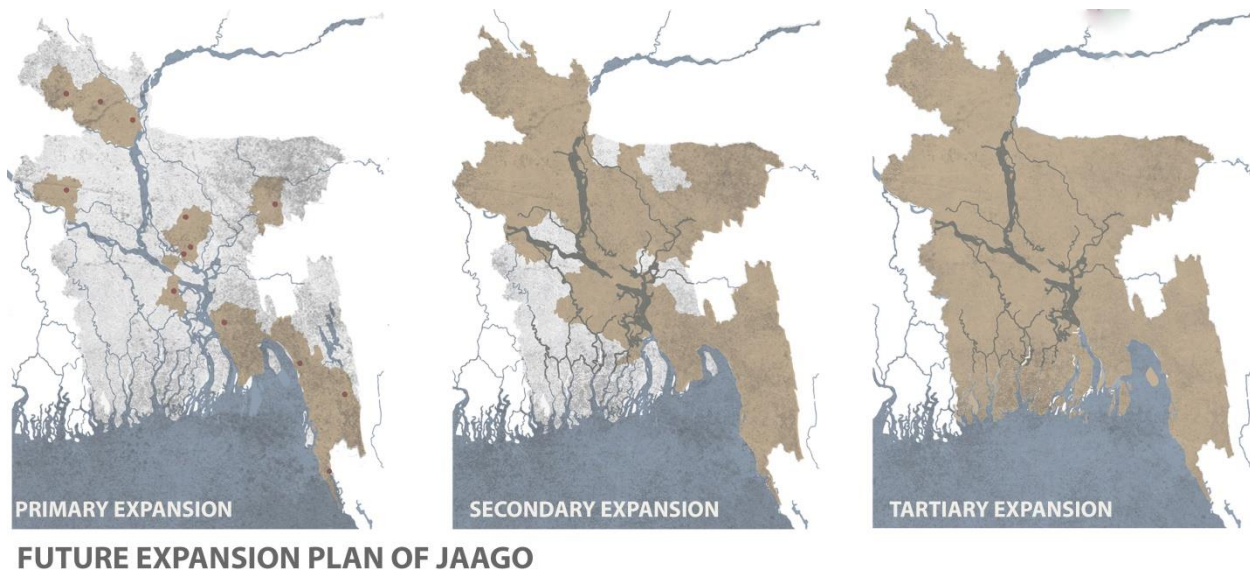 PRIMARY EXPANSION
SECONDARY EXPANSION
TARTIARY EXPANSION
FUTURE EXPANSION PLAN OF JAAGO